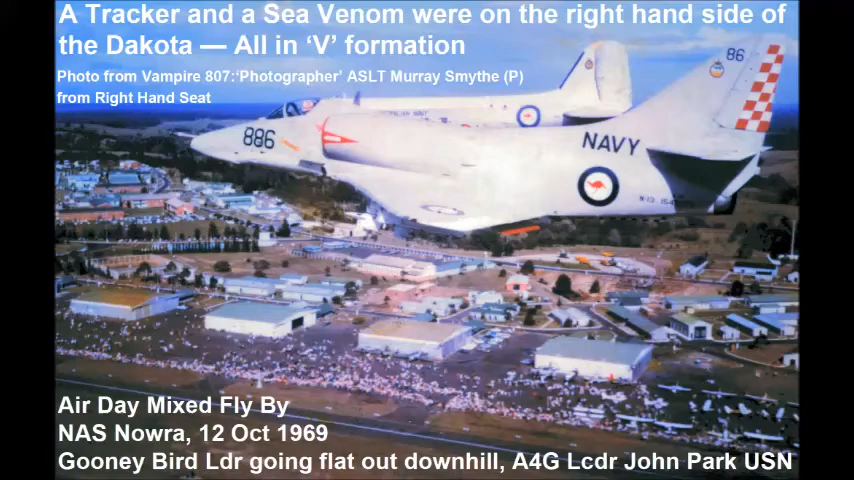 A Tracker and a Sea Venom were on the right hand side of
the Dakota — All in ‘V’ formation
Photo from Vampire 807:‘Photographer’ ASLT Murray Smythe (P)
from Right Hand Seat
86
886
NAVY
N-13
Air Day Mixed Fly By
NAS Nowra, 12 Oct 1969
Gooney Bird Ldr going flat out downhill, A4G Lcdr John Park USN